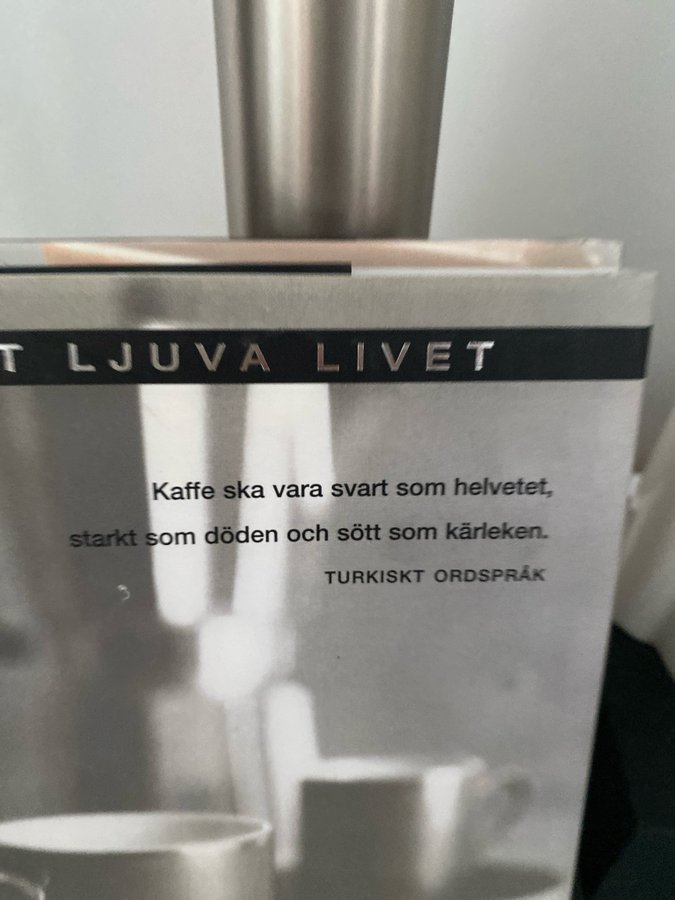 T LJUVA LIVET
Kaffe ska vara svart som helvetet,
starkt som döden och sött som kärleken.
TURKISKT ORDSPRÅK